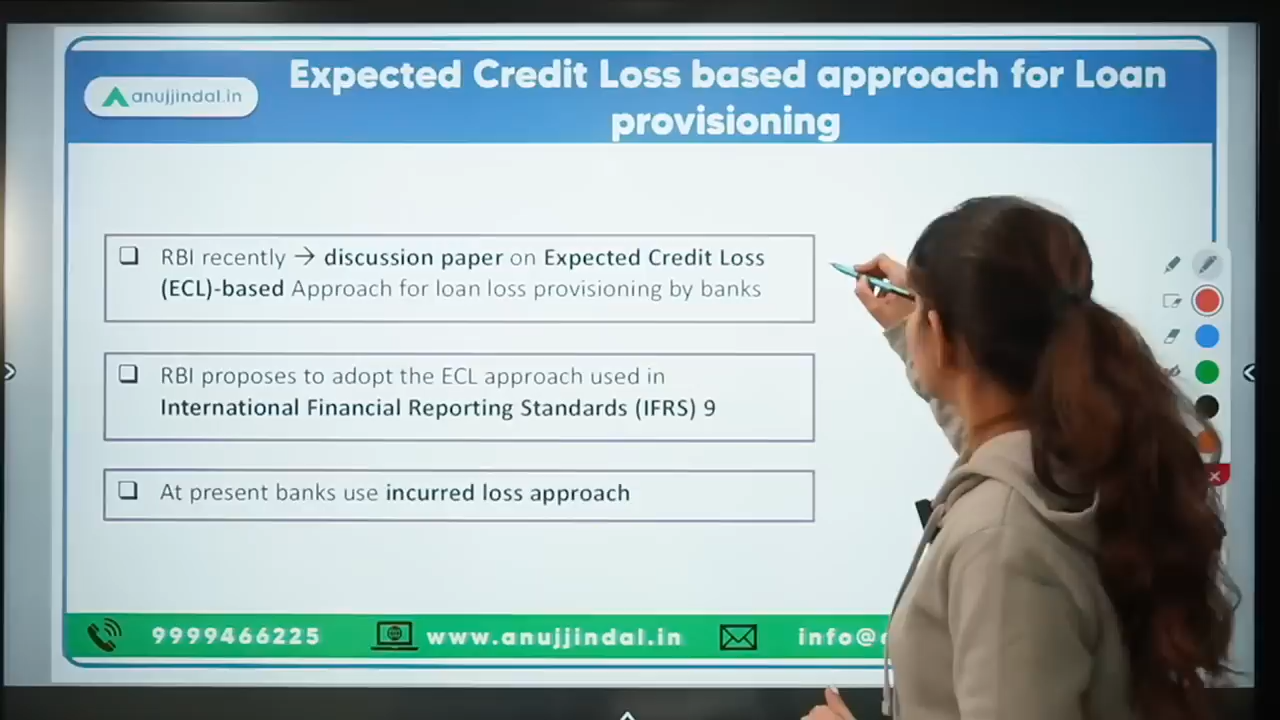 anujjindal.in
Expected Credit Loss based approach for Loan
provisioning
❑ RBI recently → discussion paper on Expected Credit Loss
(ECL)-based Approach for loan loss provisioning by banks
❑ RBI proposes to adopt the ECL approach used in
International Financial Reporting Standards (IFRS) 9
❑ At present banks use incurred loss approach
9999466225 www.anujjindal.in info@